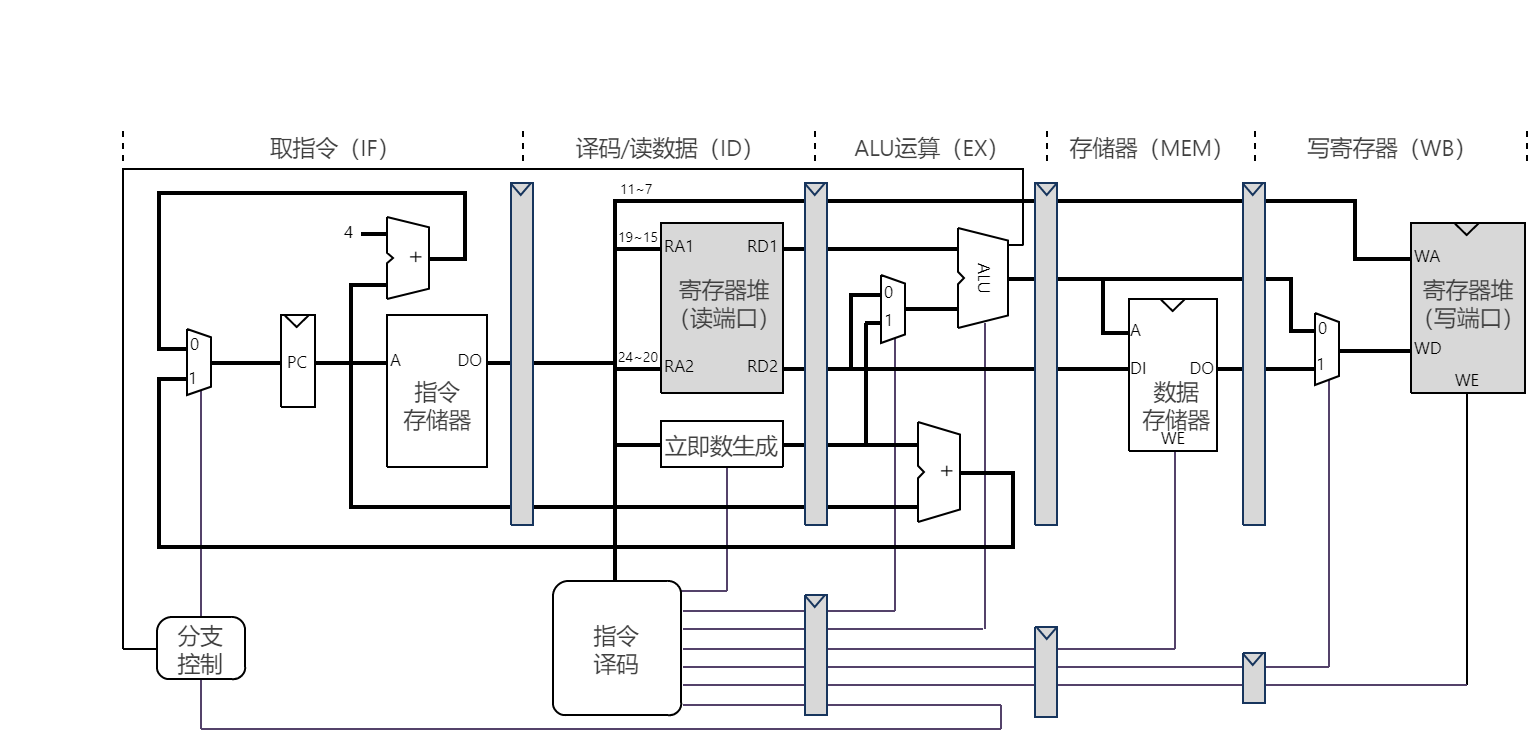 取指令（IF）
译码/读数据（ID）
ALU运算（EX）
存储器（MEM）
写寄存器（WB）
11~7
4
+
19~15
RA1
RD1
ALU
WA
寄存器堆
（读端口）
寄存器堆
（写端口）
0
1
0
1
PC
A
DO
指令
存储器
24~20
RA2
RD2
A
DI
DO
数据
存储器
WE
0
1
WD
WE
立即数生成
+
分支
控制
指令
译码